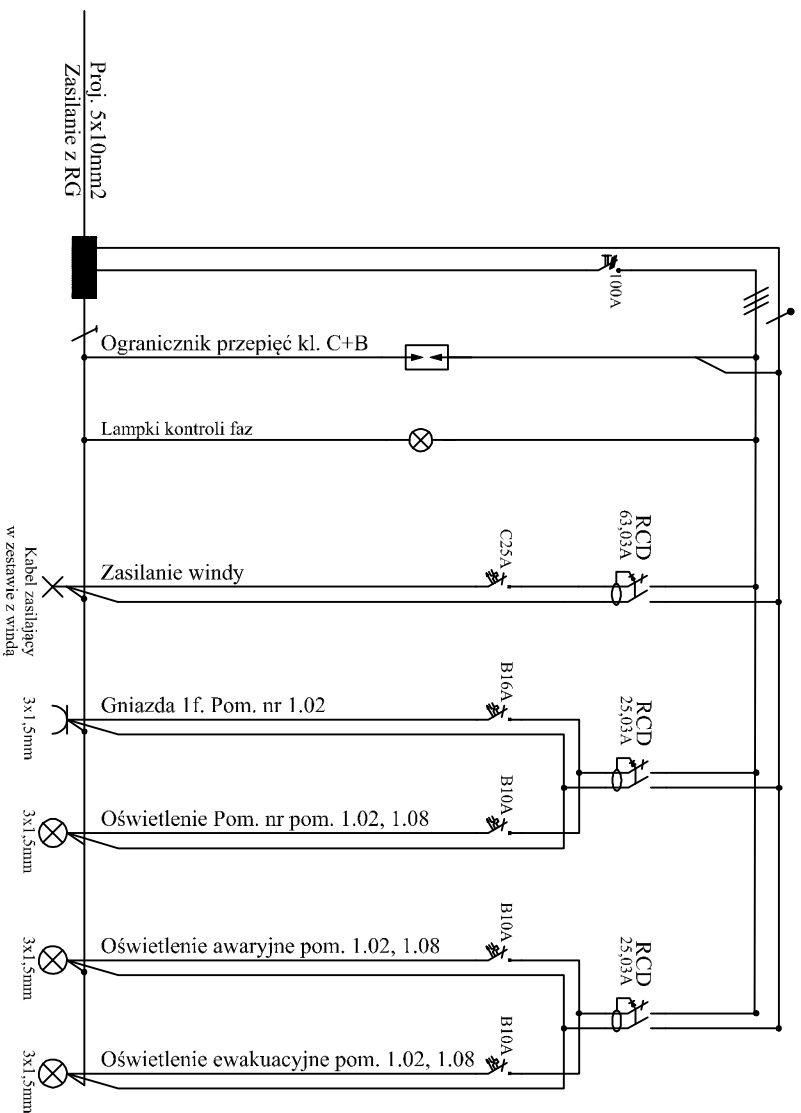 Proj. 5x10mm2
Zasilanie z RG
100A
Ogranicznik przepięć kl. C+B
Lampki kontroli faz
RCD
63,03A
C25A
Zasilanie windy
Kabel zasilający
w zestawie z windą
B16A
RCD
25,03A
Gniazda 1f. Pom. nr 1.02
3x1,5mm
B10A
Oświetlenie Pom. nr pom. 1.02, 1.08
3x1,5mm
B10A
RCD
25,03A
Oświetlenie awaryjne pom. 1.02, 1.08
3x1,5mm
B10A
Oświetlenie ewakuacyjne pom. 1.02, 1.08
3x1,5mm